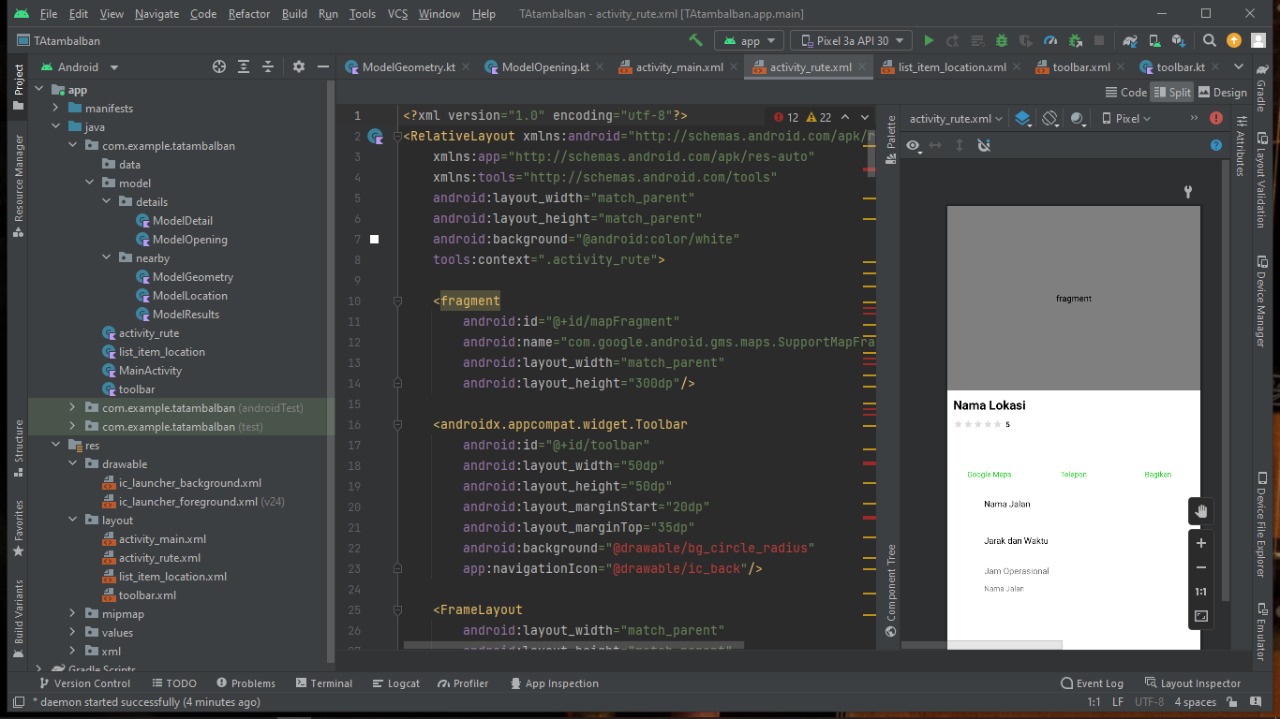 File Edit View Navigate Code Refactor Build Run Tools VCS Window Help TAtambalban - activity_rute.xml [TAtambalban.app.main]
TAtambalban app Pixel 3a API 30
Project
Android
ModelGeometry.kt ModelOpening.kt activity_main.xml activity_rute.xml list_item_location.xml toolbar.xml toolbar.kt
Code Split Design
Resource Manager
Structure
Favorites
Build Variants
app
manifests
java
com.example.tatambalban
data
model
details
ModelDetail
ModelOpening
nearby
ModelGeometry
ModelLocation
ModelResults
activity_rute
list_item_location
MainActivity
toolbar
com.example.tatambalban (androidTest)
com.example.tatambalban (test)
res
drawable
ic_launcher_background.xml
ic_launcher_foreground.xml (v24)
layout
activity_main.xml
activity_rute.xml
list_item_location.xml
toolbar.xml
mipmap
values
xml
Gradle Scripts
12 22
1 <?xml version="1.0" encoding="utf-8"?>
2 <RelativeLayout xmlns:android="http://schemas.android.com/apk/r
3 xmlns:app="http://schemas.android.com/apk/res-auto"
4 xmlns:tools="http://schemas.android.com/tools"
5 android:layout_width="match_parent"
6 android:layout_height="match_parent"
7 android:background="@android:color/white"
8 tools:context=".activity_rute">
9
10 <fragment
11 android:id="@+id/mapFragment"
12 android:name="com.google.android.gms.maps.SupportMapFra
13 android:layout_width="match_parent"
14 android:layout_height="300dp"/>
15
16 <androidx.appcompat.widget.Toolbar
17 android:id="@+id/toolbar"
18 android:layout_width="50dp"
19 android:layout_height="50dp"
20 android:layout_marginStart="20dp"
21 android:layout_marginTop="35dp"
22 android:background="@drawable/bg_circle_radius"
23 app:navigationIcon="@drawable/ic_back"/>
24
25 <FrameLayout
26 android:layout_width="match_parent"
android:layout_height="match_parent"
Palette
Component Tree
activity_rute.xml Pixel
fragment
Nama Lokasi
5
Google Maps Telepon Bagikan
Nama Jalan
Jarak dan Waktu
Jam Operasional
Nama Jalan
1:1
Attributes
Gradle
Layout Validation
Device Manager
Device File Explorer
Emulator
Version Control TODO Problems Terminal Logcat Profiler App Inspection Event Log Layout Inspector
* daemon started successfully (4 minutes ago) 1:1 LF UTF-8 4 spaces